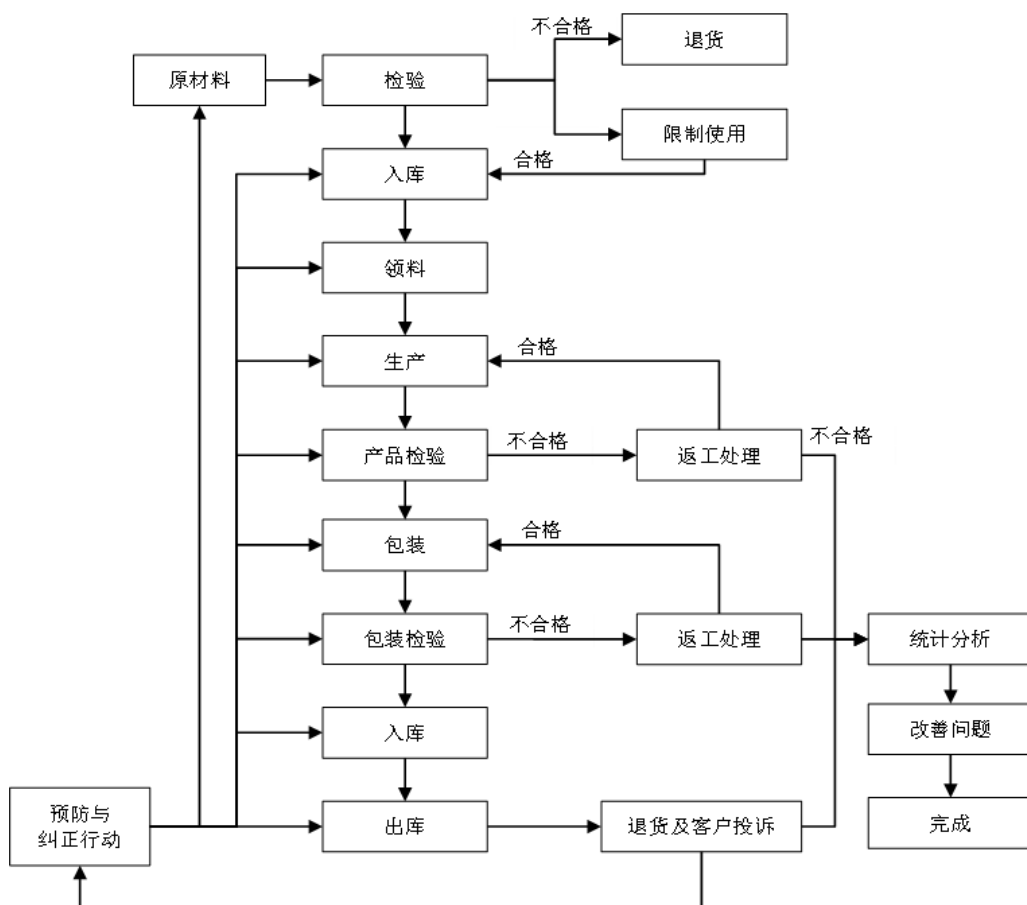 不合格
退货
原材料
检验
限制使用
合格
入库
领料
合格
生产
不合格
不合格
产品检验
返工处理
合格
包装
不合格
包装检验
返工处理
统计分析
入库
改善问题
预防与
纠正行动
出库
退货及客户投诉
完成